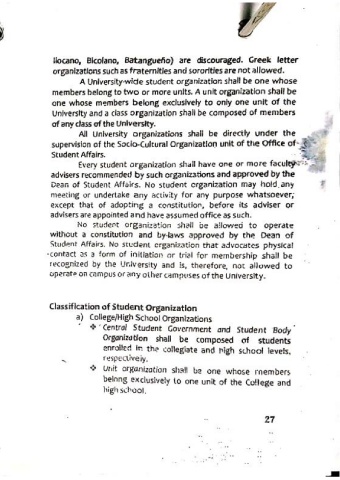 Ilocano, Bicolano, Batangueño) are discouraged. Greek letter
organizations such as fraternities and sororities are not allowed.
A University-wide student organization shall be one whose
members belong to two or more units. A unit organization shall be
one whose members belong exclusively to only one unit of the
University and a class organization shall be composed of members
of any class of the University.
All University organizations shall be directly under the
supervision of the Socio-Cultural Organization unit of the Office of
Student Affairs.
Every student organization shall have one or more faculty
advisers recommended by such organizations and approved by the
Dean of Student Affairs. No student organization may hold any
meeting or undertake any activity for any purpose whatsoever,
except that of adopting a constitution, before its adviser or
advisers are appointed and have assumed office as such.
No student organization shall be allowed to operate
without a constitution and by-laws approved by the Dean of
Student Affairs. No student organization that advocates physical
contact as a form of initiation or trial for membership shall be
recognized by the University and is, therefore, not allowed to
operate on campus or any other campuses of the University.
Classification of Student Organization
a) College/High School Organizations
❖ Central Student Government and Student Body
Organization shall be composed of students
enrolled in the collegiate and high school levels,
respectively.
❖ Unit organization shall be one whose members
belong exclusively to one unit of the College and
high school.
27